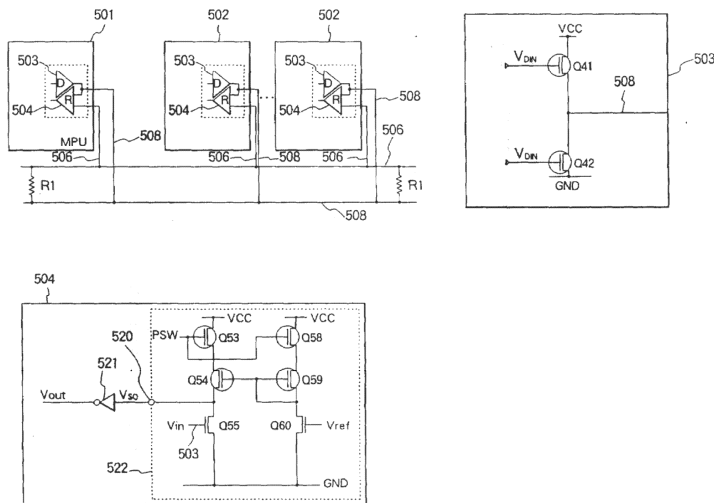 501
502
502
503
D
R
504
MPU
508
503
D
R
504
503
D
R
504
508
506
506
508
506
506
R1
R1
508
VCC
VDIN
Q41
503
508
VDIN
Q42
GND
504
520
521
Vout
Vso
PSW
VCC
VCC
Q53
Q58
Q54
Q59
Vin
Q55
Q60
Vref
503
522
GND